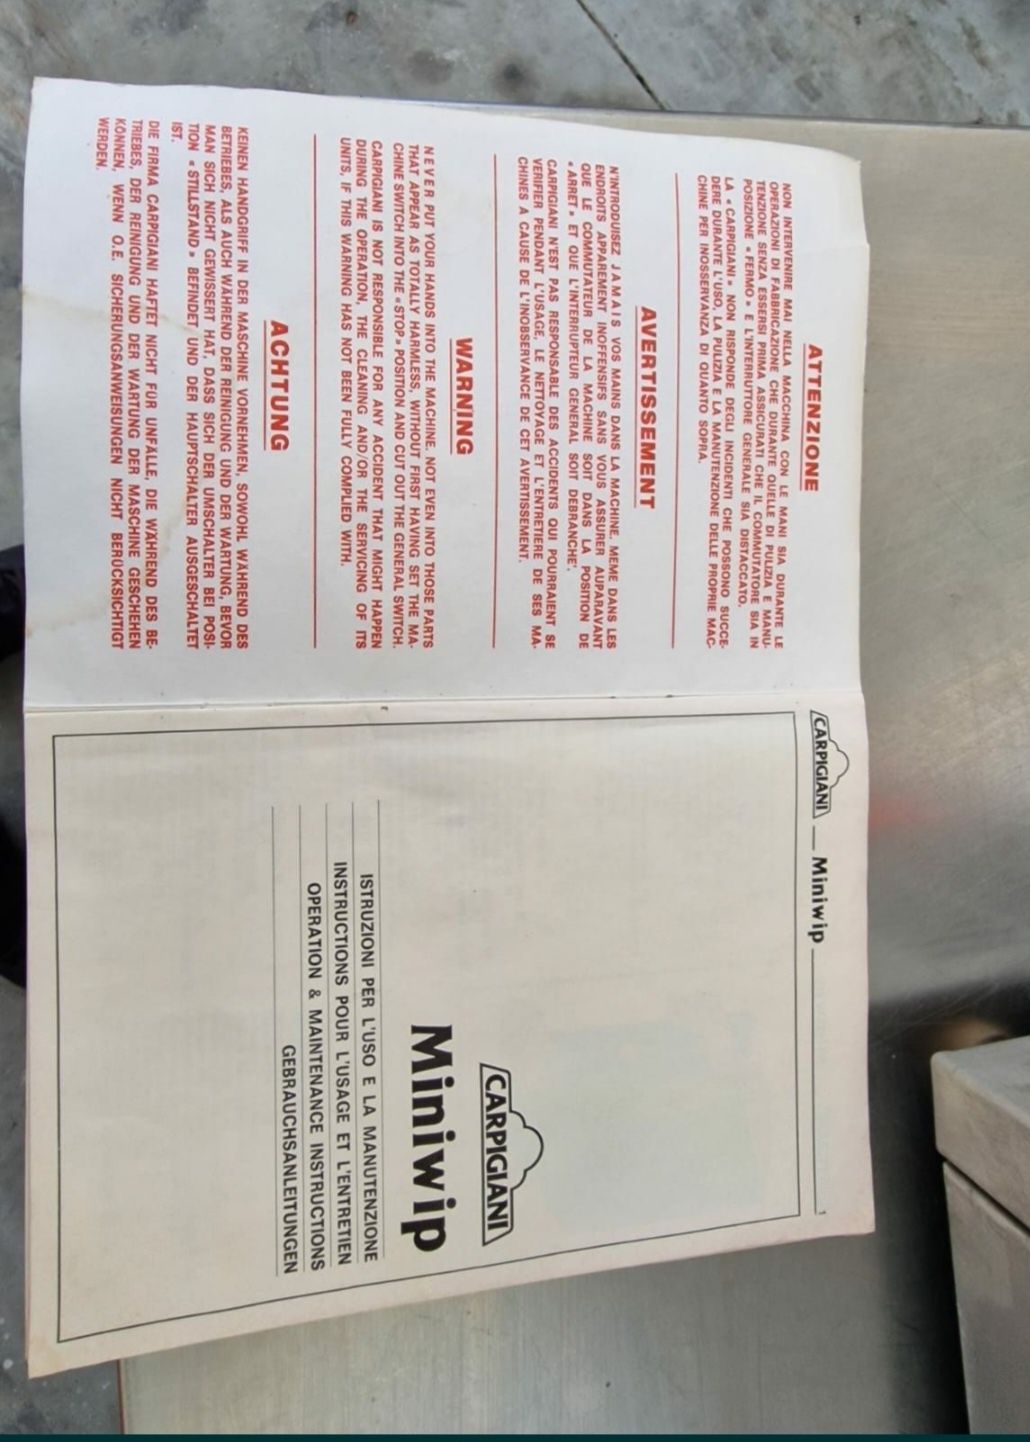 ATTENZIONE
NON INTERVENIRE MAI NELLA MACCHINA CON LE MANI SIA DURANTE LE
OPERAZIONI DI FABBRICAZIONE CHE DURANTE QUELLE DI PULIZIA E MANU-
TENZIONE SENZA ESSERSI PRIMA ASSICURATI CHE IL COMMUTATORE SIA IN
POSIZIONE « FERMO » E L'INTERRUTTORE GENERALE SIA DISTACCATO.
LA « CARPIGIANI » NON RISPONDE DEGLI INCIDENTI CHE POSSONO SUCCE-
DERE DURANTE L'USO, LA PULIZIA E LA MANUTENZIONE DELLE PROPRIE MAC-
CHINE PER INOSSERVANZA DI QUANTO SOPRA.
AVERTISSEMENT
N'INTRODUISEZ JAMAIS VOS MAINS DANS LA MACHINE, MEME DANS LES
ENDROITS APPAREMENT INOFFENSIFS SANS VOUS ASSURER AUPARAVANT
QUE LE COMMUTATEUR DE LA MACHINE SOIT DANS LA POSITION DE
« ARRET » ET QUE L'INTERRUPTEUR GENERAL SOIT DEBRANCHE'.
CARPIGIANI N'EST PAS RESPONSABLE DES ACCIDENTS QUI POURRAIENT SE
VERIFIER PENDANT L'USAGE, LE NETTOYAGE ET L'ENTRETIERE DE SES MA-
CHINES A CAUSE DE L'INOBSERVANCE DE CET AVERTISSEMENT.
WARNING
NEVER PUT YOUR HANDS INTO THE MACHINE, NOT EVEN INTO THOSE PARTS
THAT APPEAR AS TOTALLY HARMLESS, WITHOUT FIRST HAVING SET THE MA-
CHINE SWITCH INTO THE « STOP » POSITION AND CUT OUT THE GENERAL SWITCH.
CARPIGIANI IS NOT RESPONSIBLE FOR ANY ACCIDENT THAT MIGHT HAPPEN
DURING THE OPERATION, THE CLEANING AND/OR THE SERVICING OF ITS
UNITS, IF THIS WARNING HAS NOT BEEN FULLY COMPLIED WITH.
ACHTUNG
KEINEN HANDGRIFF IN DER MASCHINE VORNEHMEN, SOWOHL WÄHREND DES
BETRIEBES, ALS AUCH WÄHREND DER REINIGUNG UND DER WARTUNG, BEVOR
MAN SICH NICHT GEWISSERT HAT, DASS SICH DER UMSCHALTER BEI POSI-
TION « STILLSTAND » BEFINDET UND DER HAUPTSCHALTER AUSGESCHALTET
IST.
DIE FIRMA CARPIGIANI HAFTET NICHT FÜR UNFÄLLE, DIE WÄHREND DES BE-
TRIEBES, DER REINIGUNG UND DER WARTUNG DER MASCHINE GESCHEHEN
KÖNNEN, WENN O.E. SICHERUNGSANWEISUNGEN NICHT BERÜCKSICHTIGT
WERDEN.
CARPIGIANI Miniwip 1
CARPIGIANI
Miniwip
ISTRUZIONI PER L'USO E LA MANUTENZIONE
INSTRUCTIONS POUR L'USAGE ET L'ENTRETIEN
OPERATION & MAINTENANCE INSTRUCTIONS
GEBRAUCHSANLEITUNGEN